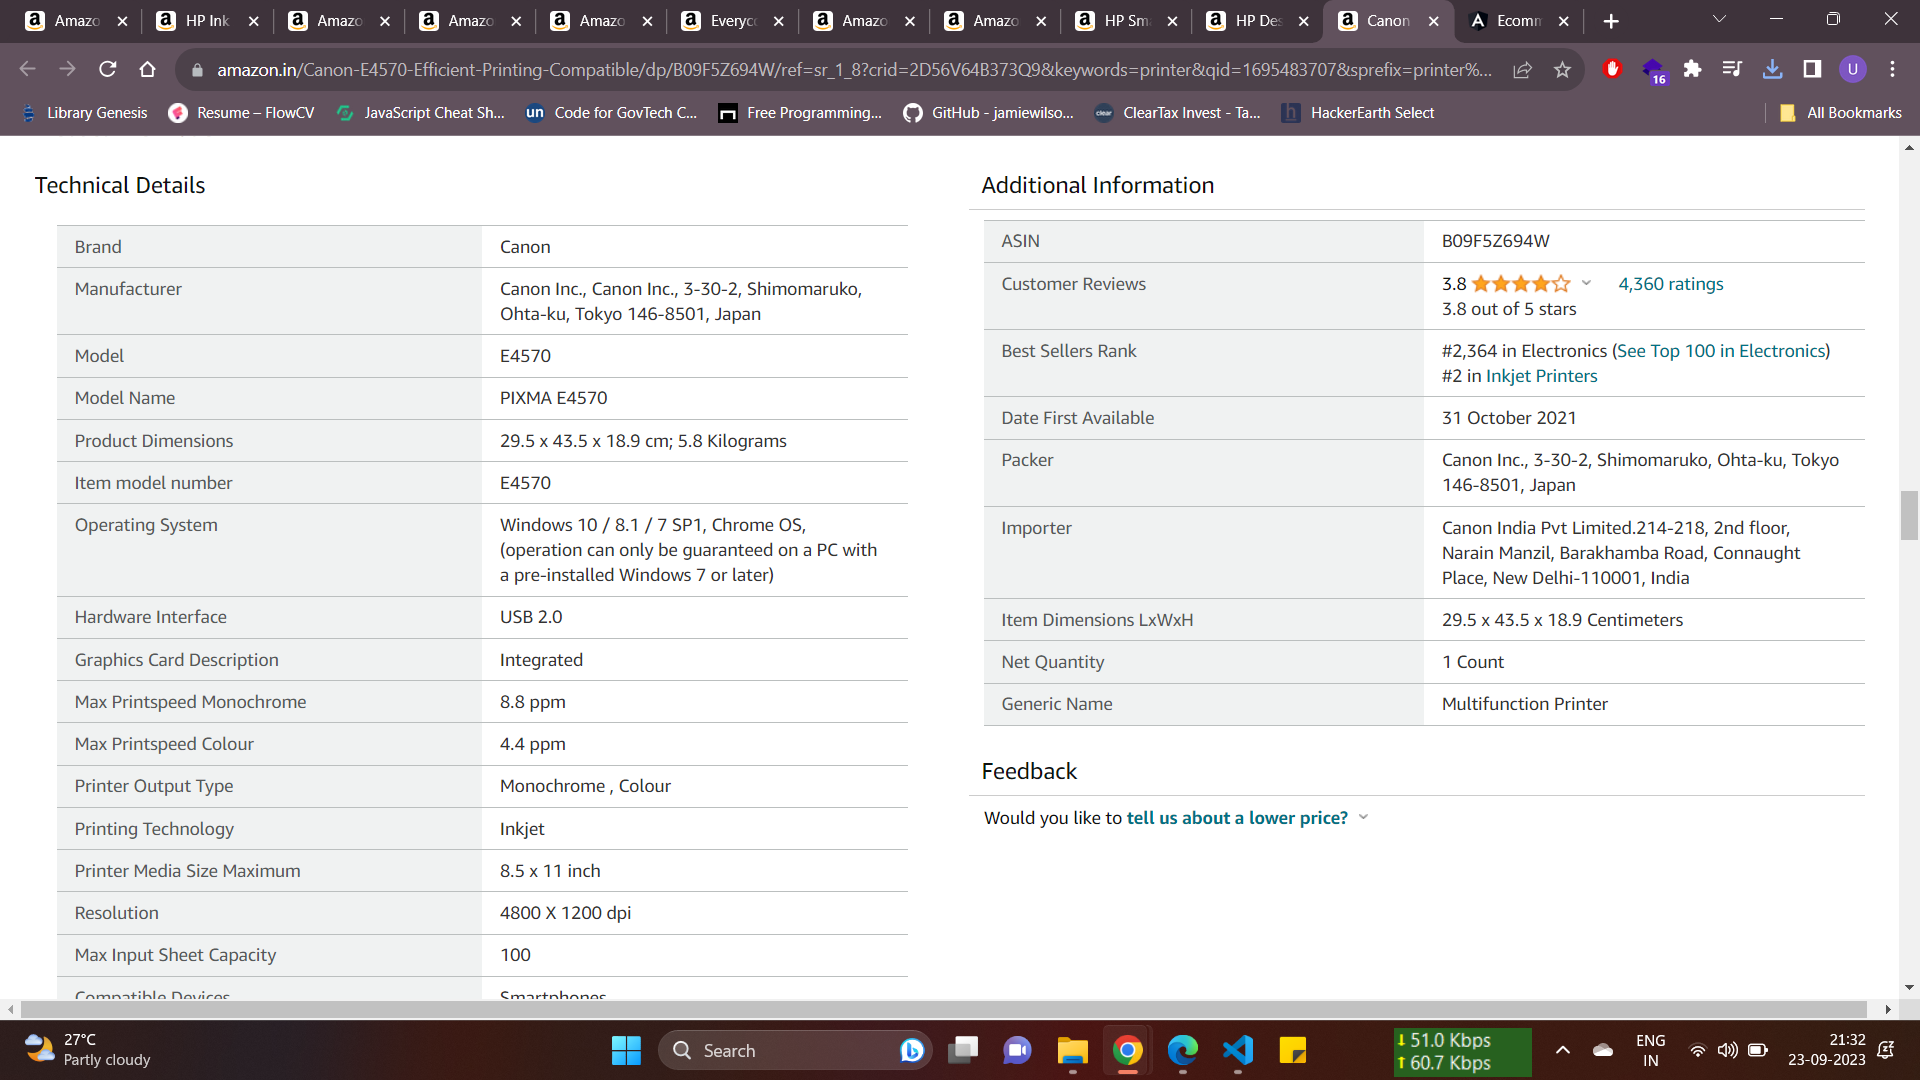 Amazo
HP Ink
Amazo
Amazo
Amazo
Everyc
Amazo
Amazo
HP Sm
HP Des
Canon
Ecomm
amazon.in/Canon-E4570-Efficient-Printing-Compatible/dp/B09F5Z694W/ref=sr_1_8?crid=2D56V64B373Q9&keywords=printer&qid=1695483707&sprefix=printer%...
16
U
Library Genesis
Resume – FlowCV
JavaScript Cheat Sh...
un Code for GovTech C...
Free Programming...
GitHub - jamiewilso...
clear ClearTax Invest - Ta...
h HackerEarth Select
All Bookmarks
Technical Details
Brand Canon
Manufacturer Canon Inc., Canon Inc., 3-30-2, Shimomaruko,
Ohta-ku, Tokyo 146-8501, Japan
Model E4570
Model Name PIXMA E4570
Product Dimensions 29.5 x 43.5 x 18.9 cm; 5.8 Kilograms
Item model number E4570
Operating System Windows 10 / 8.1 / 7 SP1, Chrome OS,
(operation can only be guaranteed on a PC with
a pre-installed Windows 7 or later)
Hardware Interface USB 2.0
Graphics Card Description Integrated
Max Printspeed Monochrome 8.8 ppm
Max Printspeed Colour 4.4 ppm
Printer Output Type Monochrome , Colour
Printing Technology Inkjet
Printer Media Size Maximum 8.5 x 11 inch
Resolution 4800 X 1200 dpi
Max Input Sheet Capacity 100
Compatible Devices Smartphones
Additional Information
ASIN B09F5Z694W
Customer Reviews 3.8 4,360 ratings
3.8 out of 5 stars
Best Sellers Rank #2,364 in Electronics (See Top 100 in Electronics)
#2 in Inkjet Printers
Date First Available 31 October 2021
Packer Canon Inc., 3-30-2, Shimomaruko, Ohta-ku, Tokyo
146-8501, Japan
Importer Canon India Pvt Limited.214-218, 2nd floor,
Narain Manzil, Barakhamba Road, Connaught
Place, New Delhi-110001, India
Item Dimensions LxWxH 29.5 x 43.5 x 18.9 Centimeters
Net Quantity 1 Count
Generic Name Multifunction Printer
Feedback
Would you like to tell us about a lower price?
27°C
Partly cloudy
Search
51.0 Kbps
60.7 Kbps
ENG
IN
21:32
23-09-2023